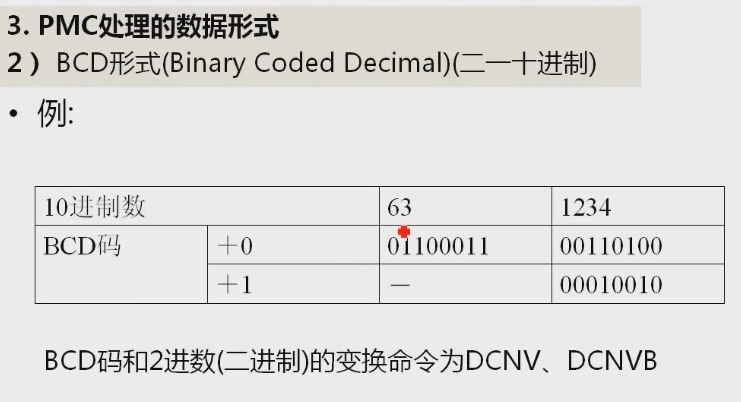 3. PMC处理的数据形式
2） BCD形式(Binary Coded Decimal)(二一十进制)
• 例:
10进制数 63 1234
BCD码 +0 01100011 00110100
+1 — 00010010
BCD码和2进数(二进制)的变换命令为DCNV、DCNVB